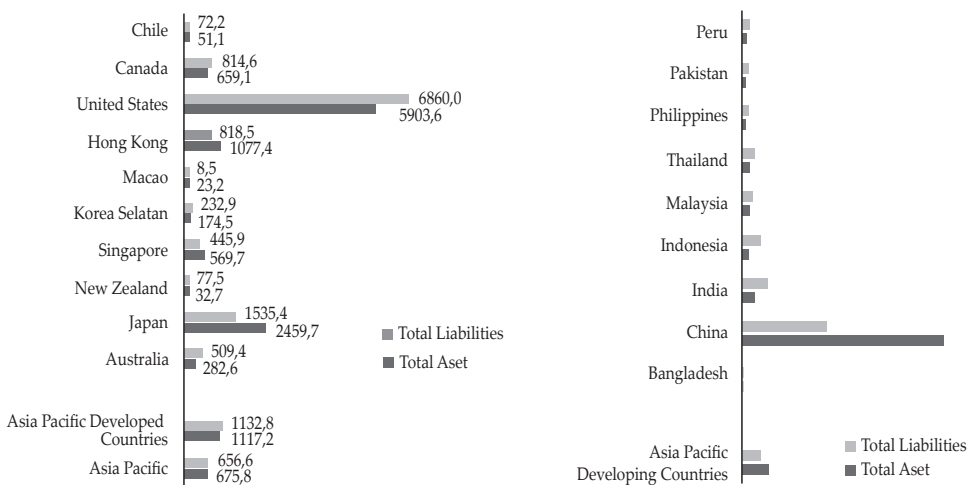 Chile
72,2
51,1
Canada
814,6
659,1
United States
6860,0
5903,6
Hong Kong
818,5
1077,4
Macao
8,5
23,2
Korea Selatan
232,9
174,5
Singapore
445,9
569,7
New Zealand
77,5
32,7
Japan
1535,4
2459,7
Australia
509,4
282,6
Asia Pacific Developed
Countries
1132,8
1117,2
Asia Pacific
656,6
675,8
Total Liabilities
Total Aset
Peru
Pakistan
Philippines
Thailand
Malaysia
Indonesia
India
China
Bangladesh
Asia Pacific
Developing Countries
Total Liabilities
Total Aset